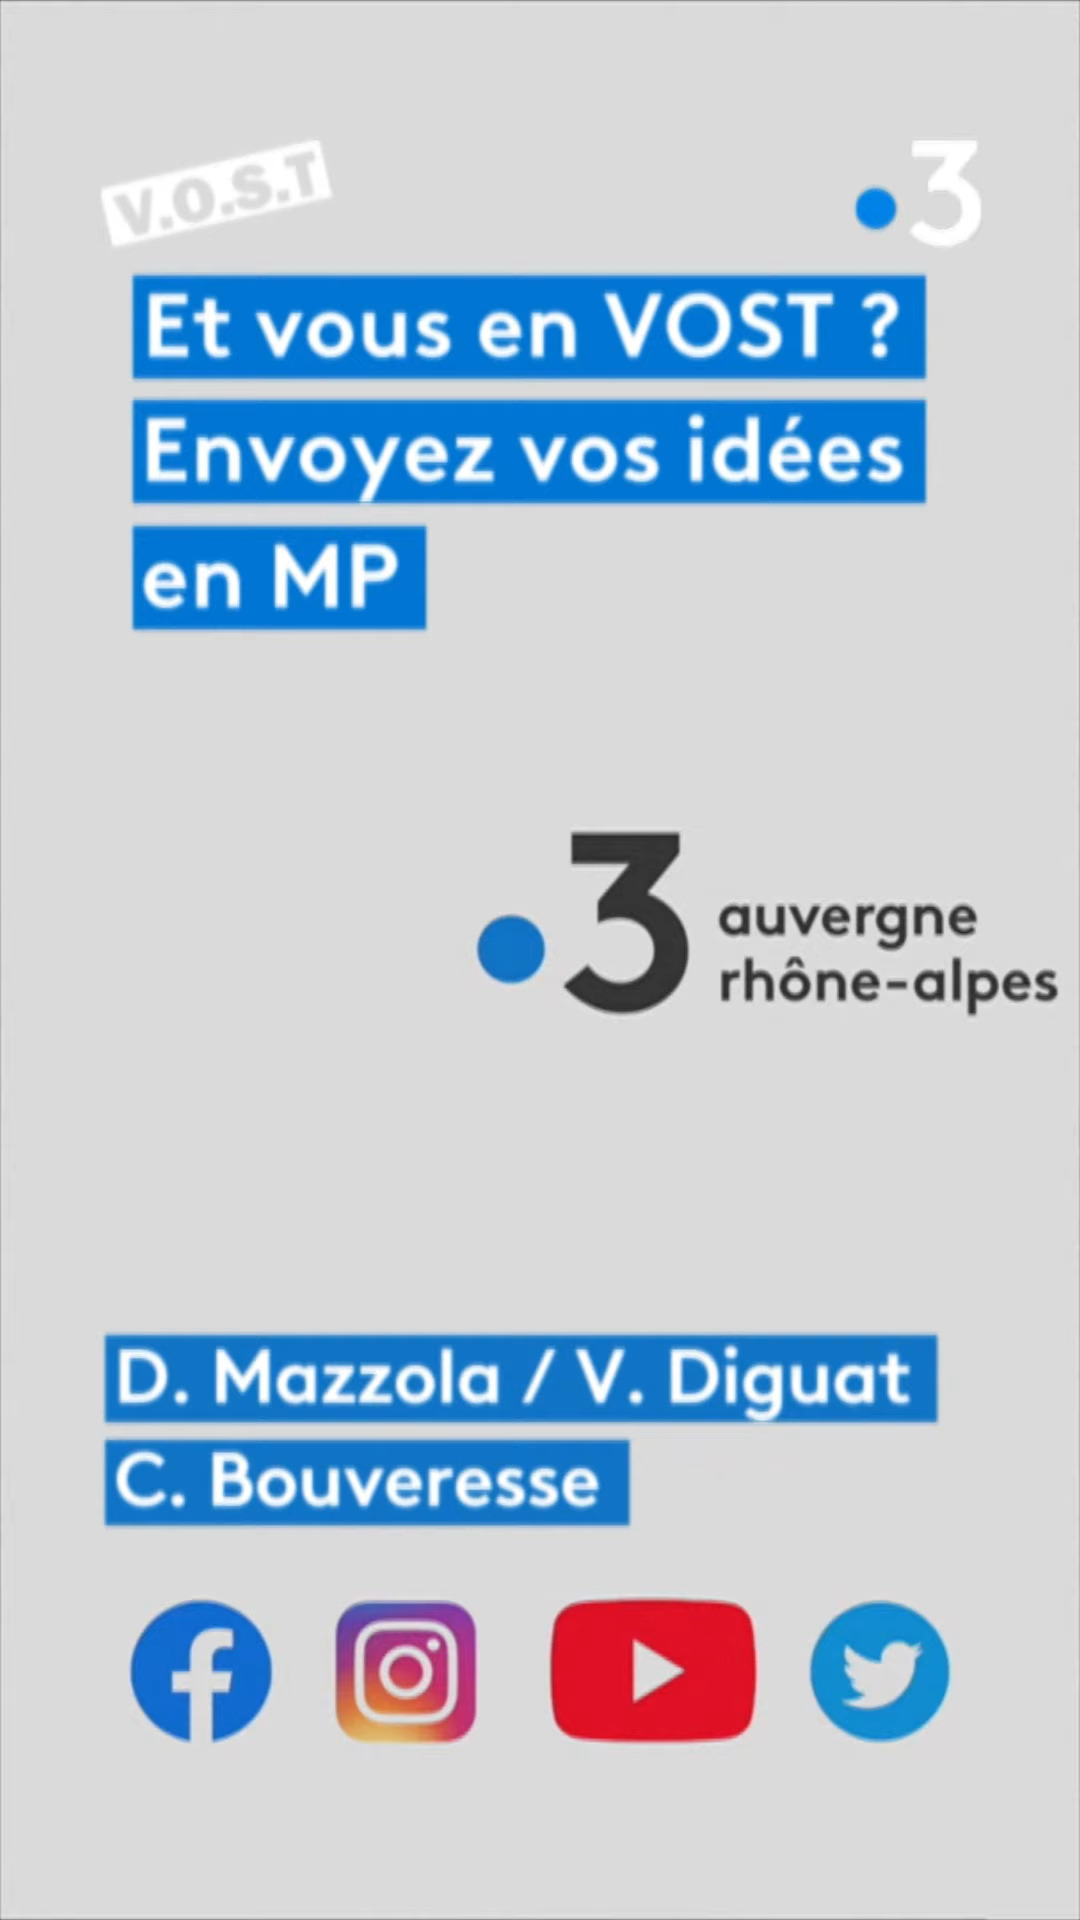 V.O.S.T
3
Et vous en VOST ?
Envoyez vos idées
en MP
3
auvergne
rhône-alpes
D. Mazzola / V. Diguat
C. Bouveresse